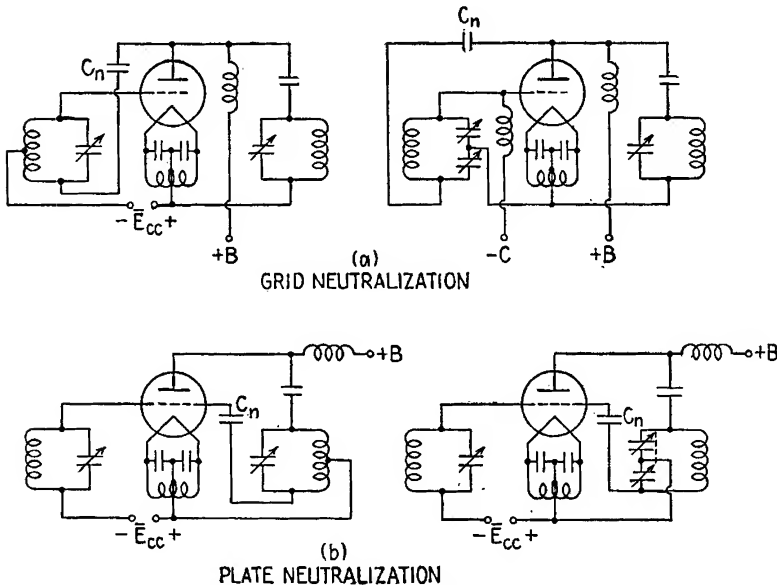 Cn
Cn
- Ēcc +
+B
-C
+B
(a)
GRID NEUTRALIZATION
+B
+B
Cn
Cn
- Ēcc +
- Ēcc +
(b)
PLATE NEUTRALIZATION